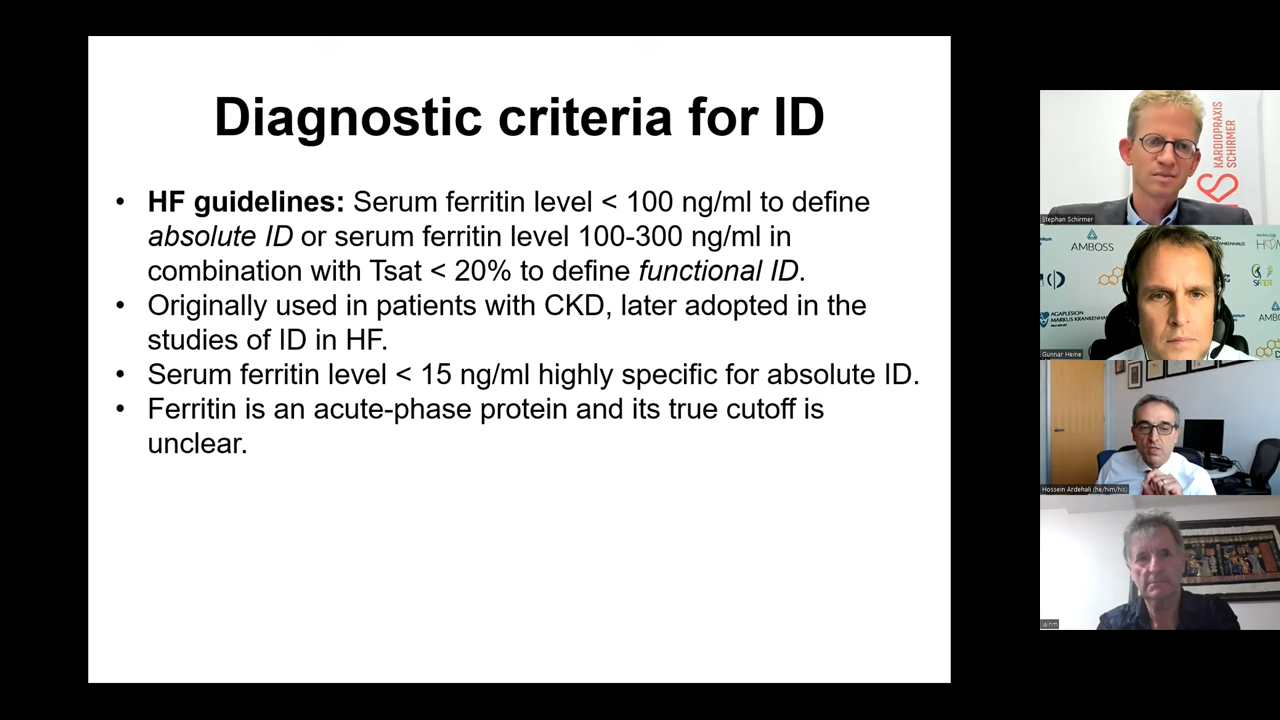 Diagnostic criteria for ID
• HF guidelines: Serum ferritin level < 100 ng/ml to define
absolute ID or serum ferritin level 100-300 ng/ml in
combination with Tsat < 20% to define functional ID.
• Originally used in patients with CKD, later adopted in the
studies of ID in HF.
• Serum ferritin level < 15 ng/ml highly specific for absolute ID.
• Ferritin is an acute-phase protein and its true cutoff is
unclear.
KARDIOPRAXIS
SCHIRMER
Stephan Schirmer
AMBOSS
AGAPLESION
MARKUS KRANKENHAUS
Gunnar Heine
Hossein Ardehali (he/him/his)